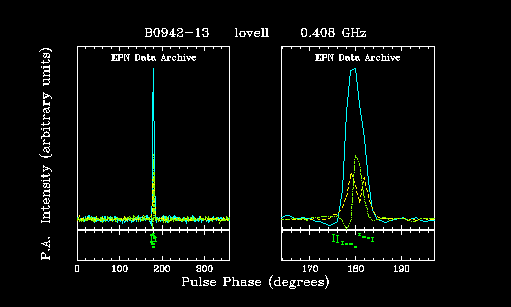 B0942-13 lovell 0.408 GHz
EPN Data Archive EPN Data Archive
P.A. Intensity (arbitrary units)
0 100 200 300 170 180 190
Pulse Phase (degrees)